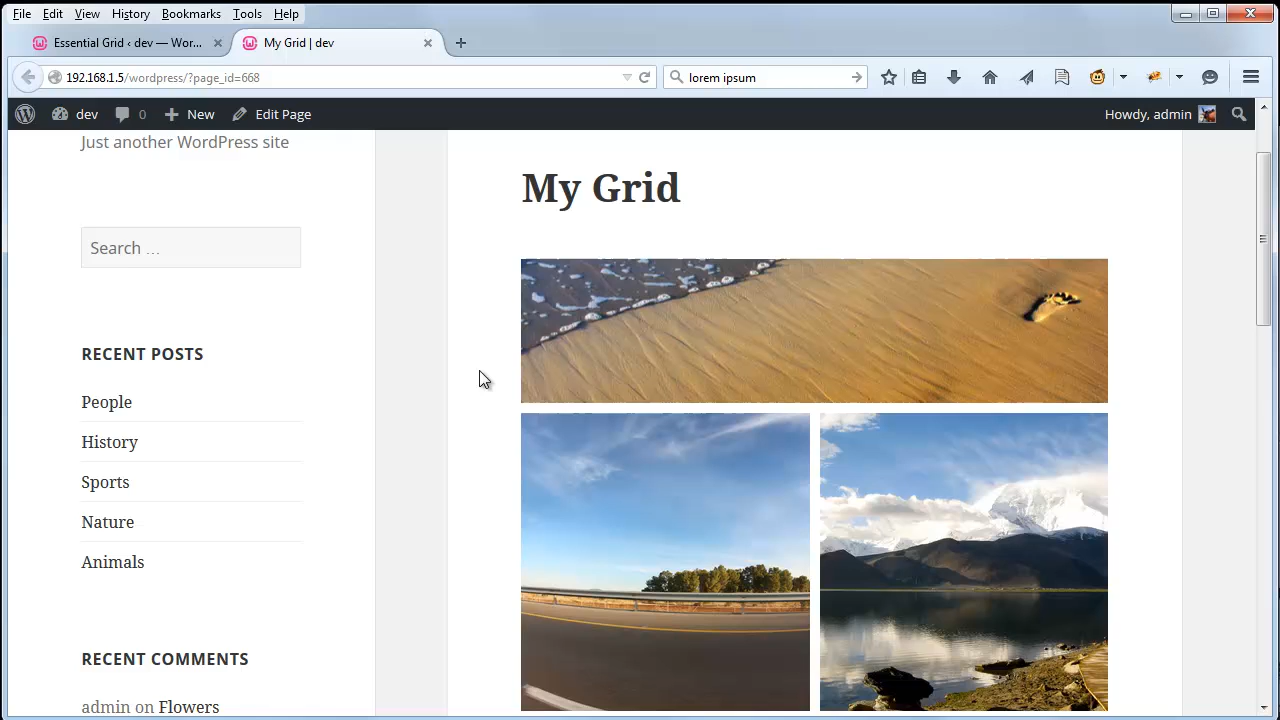 File Edit View History Bookmarks Tools Help
Essential Grid ‹ dev — Wor...
My Grid | dev
192.168.1.5/wordpress/?page_id=668
lorem ipsum
dev 0 New Edit Page Howdy, admin
Just another WordPress site
My Grid
Search ...
RECENT POSTS
People
History
Sports
Nature
Animals
RECENT COMMENTS
admin on Flowers